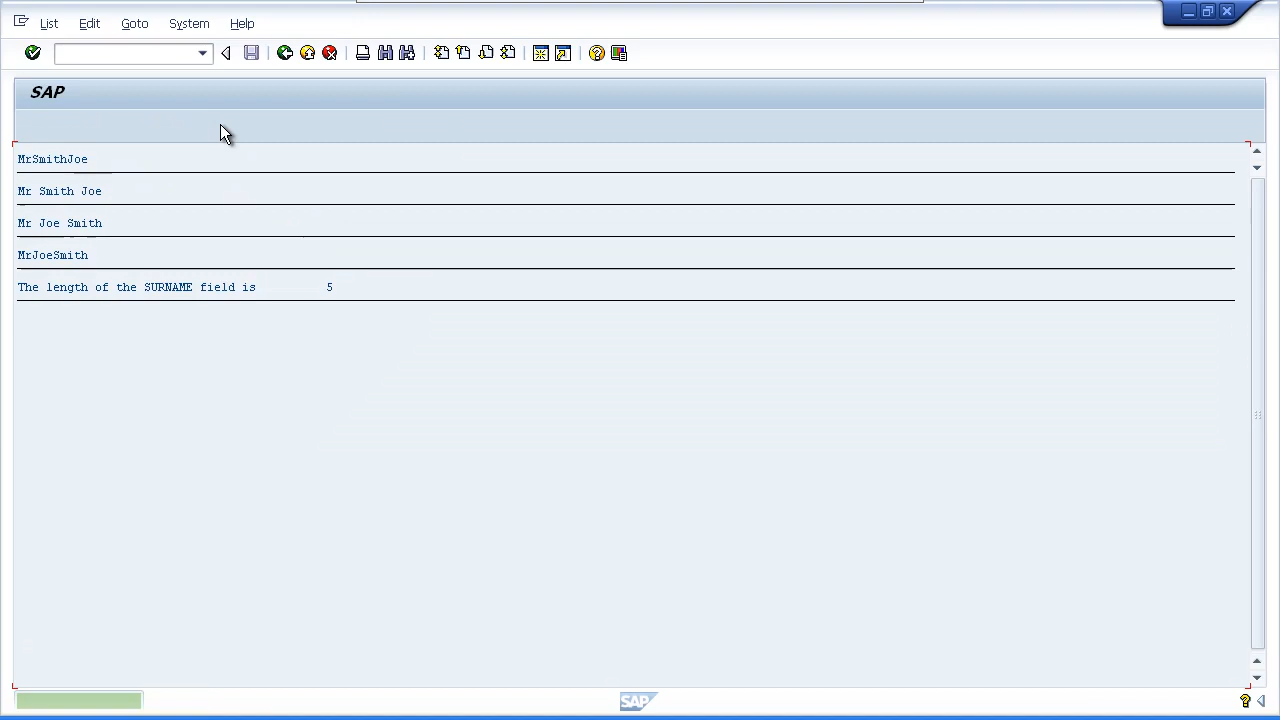 List Edit Goto System Help
SAP
MrSmithJoe
Mr Smith Joe
Mr Joe Smith
MrJoeSmith
The length of the SURNAME field is 5
SAP